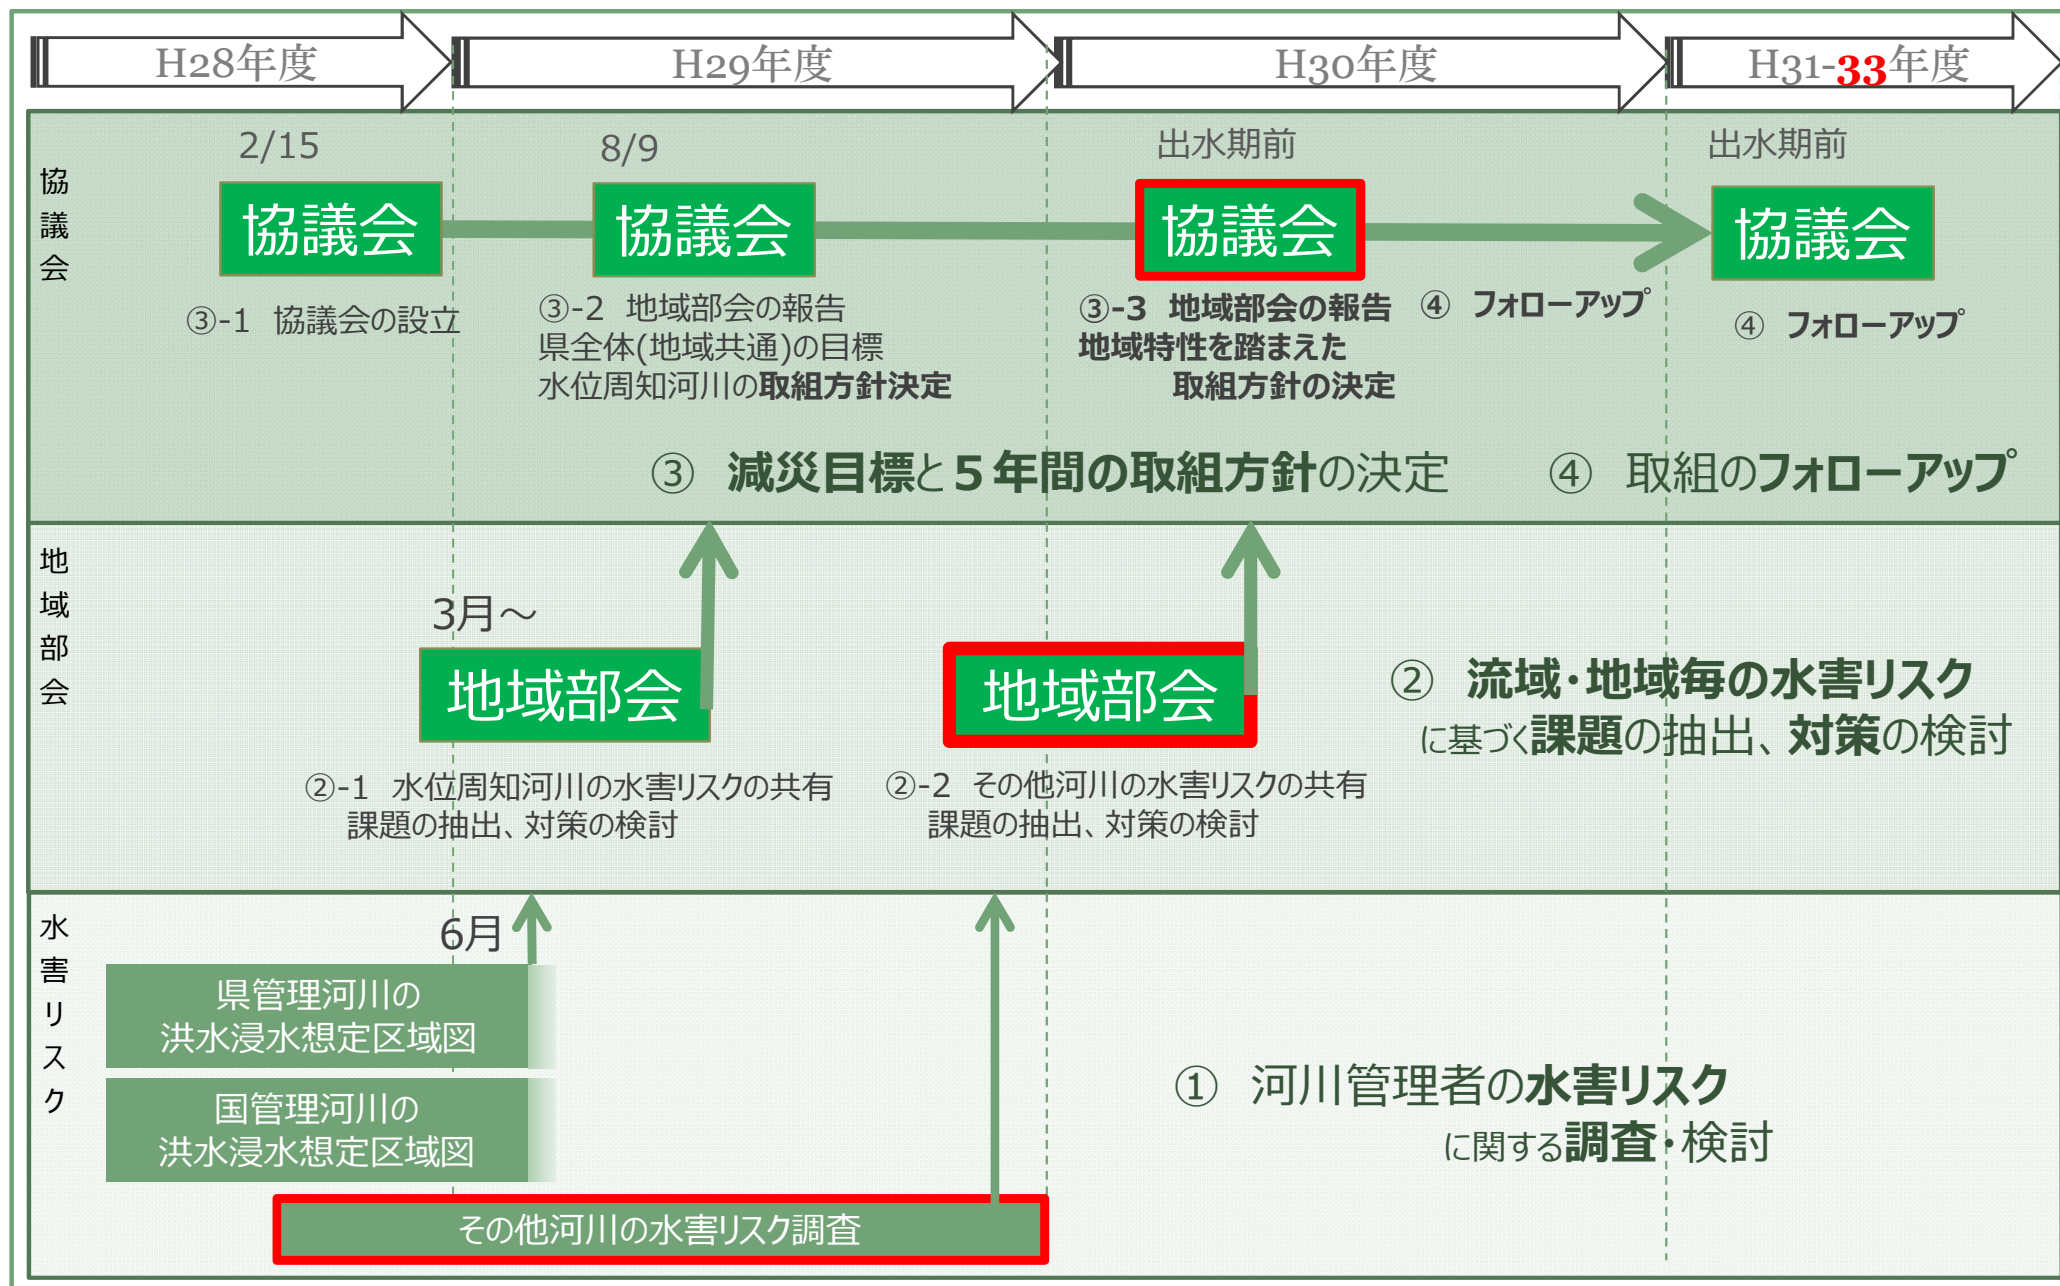 H28年度
H29年度
H30年度
H31-33年度
協議会
2/15
8/9
出水期前
出水期前
協議会
協議会
協議会
協議会
③-1 協議会の設立
③-2 地域部会の報告
県全体(地域共通)の目標
水位周知河川の取組方針決定
③-3 地域部会の報告
地域特性を踏まえた
取組方針の決定
④ フォローアップ
④ フォローアップ
③ 減災目標と５年間の取組方針の決定
④ 取組のフォローアップ
地域部会
3月～
地域部会
地域部会
②-1 水位周知河川の水害リスクの共有
課題の抽出、対策の検討
②-2 その他河川の水害リスクの共有
課題の抽出、対策の検討
② 流域・地域毎の水害リスク
に基づく課題の抽出、対策の検討
水害リスク
6月
県管理河川の
洪水浸水想定区域図
国管理河川の
洪水浸水想定区域図
その他河川の水害リスク調査
① 河川管理者の水害リスク
に関する調査・検討